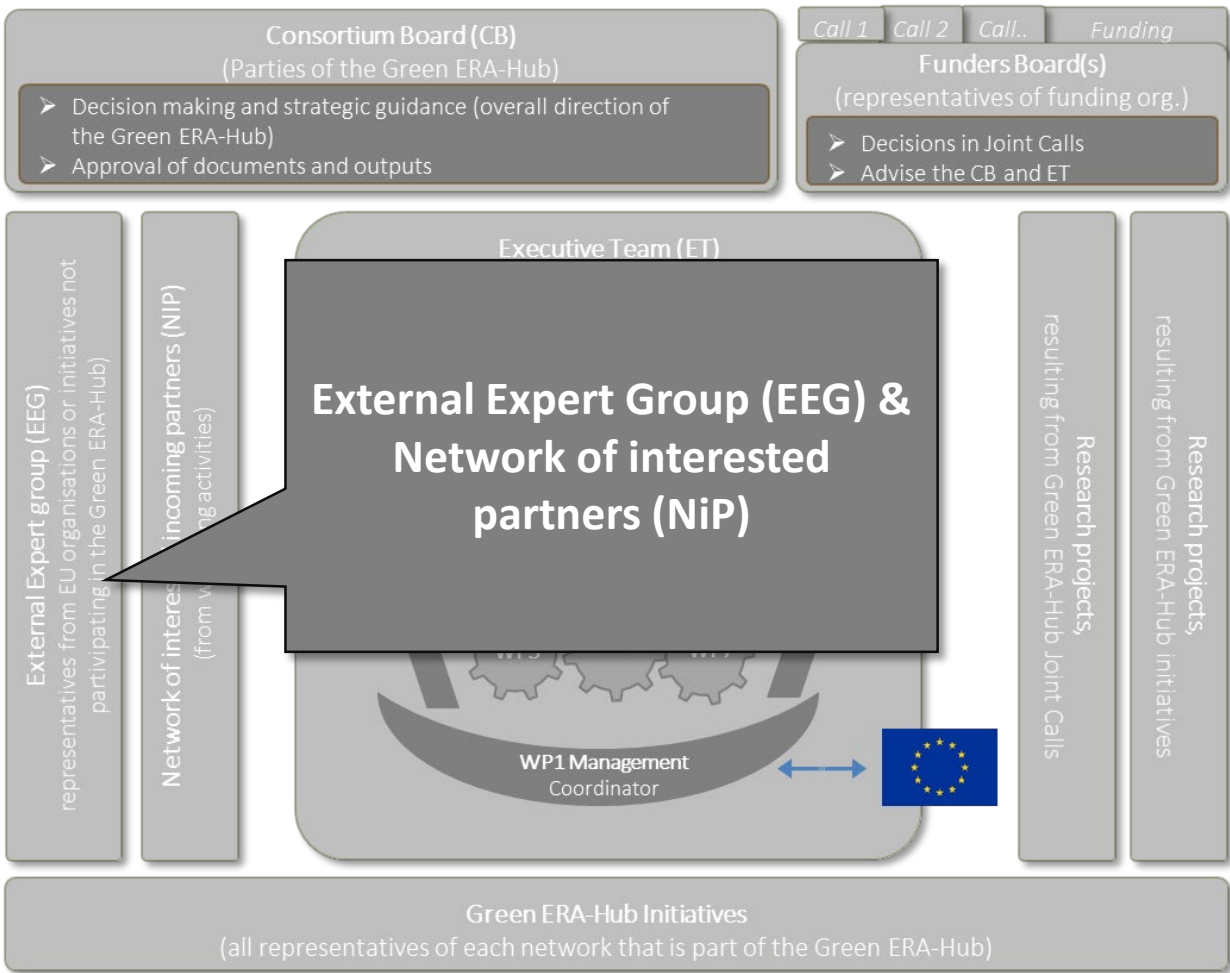 Consortium Board (CB)
(Parties of the Green ERA-Hub)
➢ Decision making and strategic guidance (overall direction of
the Green ERA-Hub)
➢ Approval of documents and outputs
Call 1 Call 2 Call.. Funding
Funders Board(s)
(representatives of funding org.)
➢ Decisions in Joint Calls
➢ Advise the CB and ET
External Expert group (EEG)
representatives from EU organisations or initiatives not
partivipating in the Green ERA-Hub)
Network of interes incoming partners (NIP)
(from w ng activities)
Executive Team (ET)
External Expert Group (EEG) &
Network of interested
partners (NiP)
WP1 Management
Coordinator
Research projects,
resulting from Green ERA-Hub Joint Calls
Research projects,
resulting from Green ERA-Hub initiatives
Green ERA-Hub Initiatives
(all representatives of each network that is part of the Green ERA-Hub)